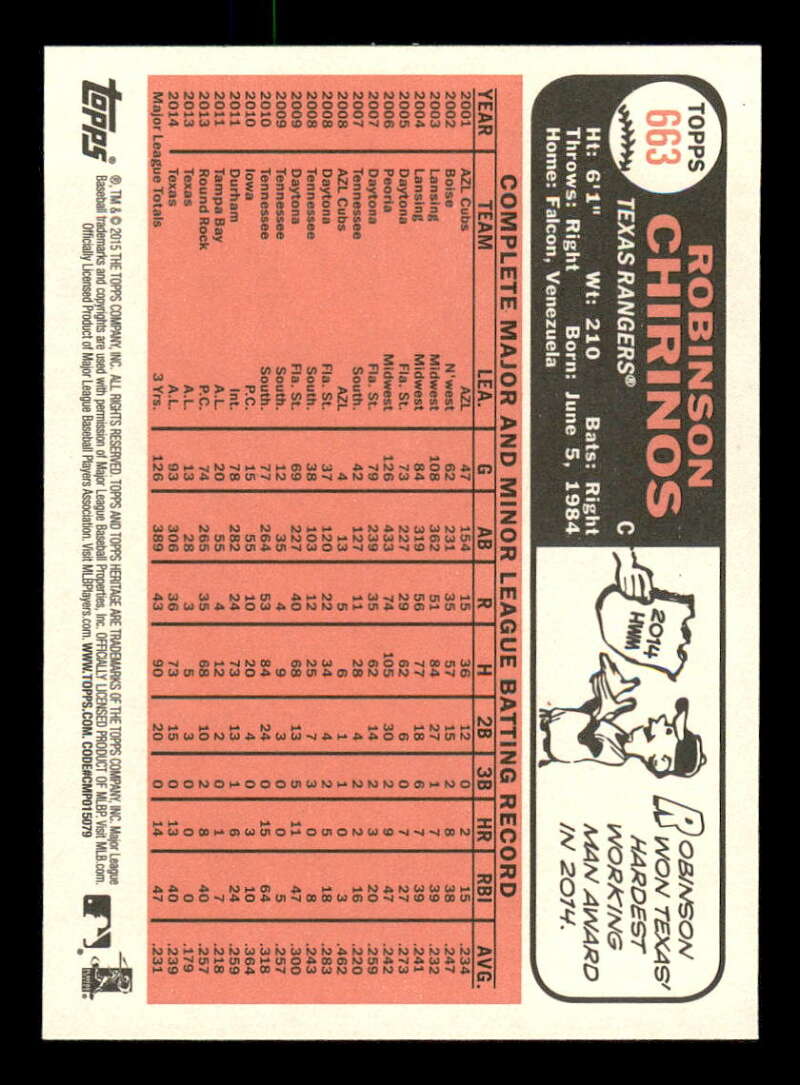 TOPPS
663
ROBINSON
CHIRINOS
TEXAS RANGERS® C
Ht: 6'1" Wt: 210 Bats: Right
Throws: Right Born: June 5, 1984
Home: Falcon, Venezuela
2014
HWM
ROBINSON
WON TEXAS'
HARDEST
WORKING
MAN AWARD
IN 2014.
COMPLETE MAJOR AND MINOR LEAGUE BATTING RECORD
YEAR TEAM LEA. G AB R H 2B 3B HR RBI AVG.
2001 AZL Cubs AZL 47 154 15 36 12 0 2 15 .234
2002 Boise N'west 62 231 35 57 15 2 8 38 .247
2003 Lansing Midwest 108 362 51 84 27 1 7 39 .232
2004 Lansing Midwest 84 319 56 77 18 6 7 39 .241
2005 Daytona Fla. St. 73 227 29 62 6 0 7 27 .273
2006 Peoria Midwest 126 433 74 105 30 2 9 47 .242
2007 Daytona Fla. St. 79 239 35 62 14 2 3 20 .259
2007 Tennessee South. 42 127 11 28 4 1 2 16 .220
2008 AZL Cubs AZL 4 13 5 6 1 1 0 3 .462
2008 Daytona Fla. St. 37 120 22 34 4 2 5 18 .283
2008 Tennessee South. 38 103 12 25 7 3 0 8 .243
2009 Daytona Fla. St. 69 227 40 68 13 5 11 47 .300
2009 Tennessee South. 12 35 4 9 3 0 1 5 .257
2010 Tennessee South. 77 264 53 84 24 0 15 64 .318
2010 Iowa P.C. 15 55 10 20 4 0 3 10 .364
2011 Durham Int. 78 282 24 73 13 1 6 24 .259
2011 Tampa Bay A.L. 20 55 4 12 2 0 1 7 .218
2013 Round Rock P.C. 74 265 35 68 10 2 8 40 .257
2013 Texas A.L. 13 28 3 5 3 0 0 0 .179
2014 Texas A.L. 93 306 36 73 15 0 13 40 .239
Major League Totals 3 Yrs. 126 389 43 90 20 0 14 47 .231
topps®
®, TM & © 2015 THE TOPPS COMPANY, INC. ALL RIGHTS RESERVED. TOPPS AND TOPPS HERITAGE ARE TRADEMARKS OF THE TOPPS COMPANY, INC. Major League
Baseball trademarks and copyrights are used with permission of Major League Baseball Properties, Inc. OFFICIALLY LICENSED PRODUCT OF MLBP. Visit MLB.com.
Officially Licensed Product of Major League Baseball Players Association. Visit MLBPlayers.com. WWW.TOPPS.COM. CODE#CMP015079